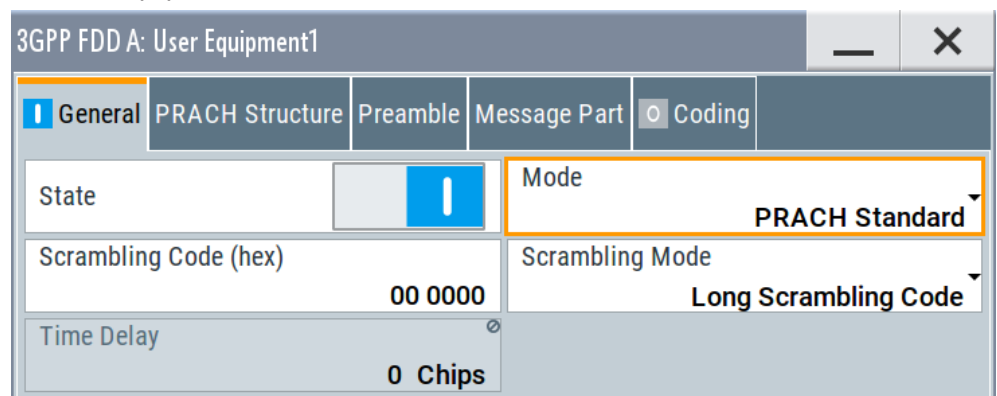 3GPP FDD A: User Equipment1
General PRACH Structure Preamble Message Part Coding
State
Mode
PRACH Standard
Scrambling Code (hex)
00 0000
Scrambling Mode
Long Scrambling Code
Time Delay
0 Chips